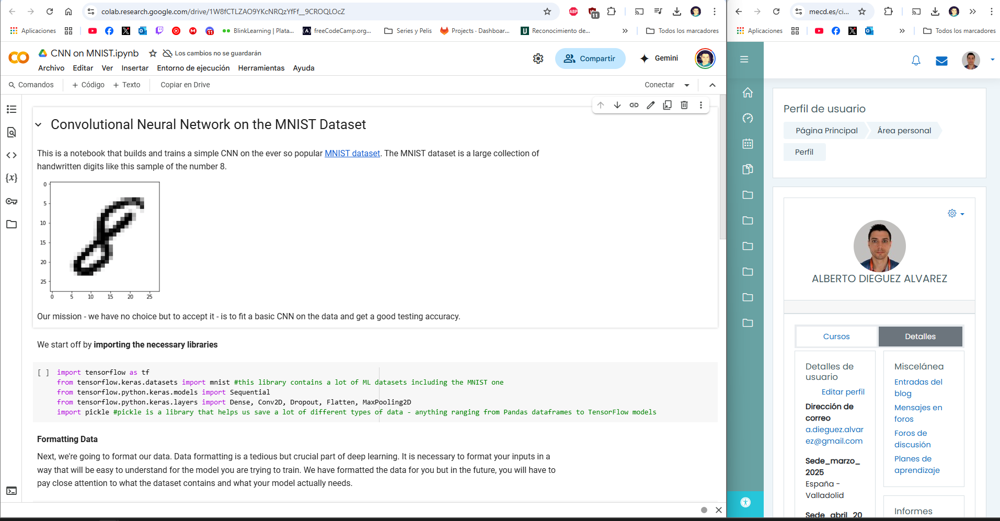 colab.research.google.com/drive/1W8fCTLZAO9YKcNRQzYfFf__9CROQLOcZ
ABP
11
Aplicaciones
11
BlinkLearning | Plata...
freeCodeCamp.org...
Series y Pelis
Projects · Dashboar...
U
Reconocimiento de...
»
Todos los marcadores
CNN on MNIST.ipynb
Los cambios no se guardarán
Archivo Editar Ver Insertar Entorno de ejecución Herramientas Ayuda
Compartir
Gemini
Comandos
+ Código + Texto
Copiar en Drive
Conectar
Convolutional Neural Network on the MNIST Dataset
This is a notebook that builds and trains a simple CNN on the ever so popular MNIST dataset. The MNIST dataset is a large collection of
handwritten digits like this sample of the number 8.
0
5
10
15
20
25
0 5 10 15 20 25
Our mission - we have no choice but to accept it - is to fit a basic CNN on the data and get a good testing accuracy.
We start off by importing the necessary libraries
[ ] import tensorflow as tf
from tensorflow.keras.datasets import mnist #this library contains a lot of ML datasets including the MNIST one
from tensorflow.python.keras.models import Sequential
from tensorflow.python.keras.layers import Dense, Conv2D, Dropout, Flatten, MaxPooling2D
import pickle #pickle is a library that helps us save a lot of different types of data - anything ranging from Pandas dataframes to TensorFlow models
Formatting Data
Next, we're going to format our data. Data formatting is a tedious but crucial part of deep learning. It is necessary to format your inputs in a
way that will be easy to understand for the model you are trying to train. We have formatted the data for you but in the future, you will have to
pay close attention to what the dataset contains and what your model actually needs.
mecd.es/ci...
»
Aplicaciones
»
Todos los marcadores
Perfil de usuario
Página Principal
Área personal
Perfil
ALBERTO DIEGUEZ ALVAREZ
Cursos
Detalles
Detalles de
usuario
Editar perfil
Dirección de
correo
a.dieguez.alvar
ez@gmail.com
Sede_marzo_
2025
España -
Valladolid
Sede_abril_20
Miscelánea
Entradas del
blog
Mensajes en
foros
Foros de
discusión
Planes de
aprendizaje
Informes